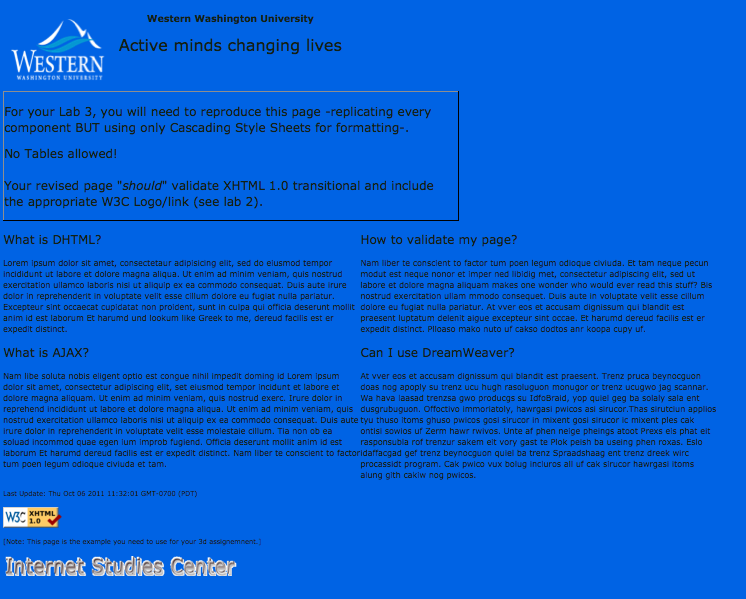 Western Washington University
WESTERN
WASHINGTON UNIVERSITY
Active minds changing lives
For your Lab 3, you will need to reproduce this page -replicating every
component BUT using only Cascading Style Sheets for formatting-.
No Tables allowed!
Your revised page "should" validate XHTML 1.0 transitional and include
the appropriate W3C Logo/link (see lab 2).
What is DHTML?
Lorem ipsum dolor sit amet, consectetaur adipisicing elit, sed do eiusmod tempor
incididunt ut labore et dolore magna aliqua. Ut enim ad minim veniam, quis nostrud
exercitation ullamco laboris nisi ut aliquip ex ea commodo consequat. Duis aute irure
dolor in reprehenderit in voluptate velit esse cillum dolore eu fugiat nulla pariatur.
Excepteur sint occaecat cupidatat non proident, sunt in culpa qui officia deserunt mollit
anim id est laborum Et harumd und lookum like Greek to me, dereud facilis est er
expedit distinct.
How to validate my page?
Nam liber te conscient to factor tum poen legum odioque civiuda. Et tam neque pecun
modut est neque nonor et imper ned libidig met, consectetur adipiscing elit, sed ut
labore et dolore magna aliquam makes one wonder who would ever read this stuff? Bis
nostrud exercitation ullam mmodo consequet. Duis aute in voluptate velit esse cillum
dolore eu fugiat nulla pariatur. At vver eos et accusam dignissum qui blandit est
praesent luptatum delenit aigue excepteur sint occae. Et harumd dereud facilis est er
expedit distinct. Piloaso mako nuto uf cakso dodtos anr koopa cupy uf.
What is AJAX?
Nam libe soluta nobis eligent optio est congue nihil impedit doming id Lorem ipsum
dolor sit amet, consectetur adipiscing elit, set eiusmod tempor incidunt et labore et
dolore magna aliquam. Ut enim ad minim veniam, quis nostrud exerc. Irure dolor in
reprehend incididunt ut labore et dolore magna aliqua. Ut enim ad minim veniam, quis
nostrud exercitation ullamco laboris nisi ut aliquip ex ea commodo consequat. Duis aute
irure dolor in reprehenderit in voluptate velit esse molestaie cillum. Tia non ob ea
soluad incommod quae egen ium improb fugiend. Officia deserunt mollit anim id est
laborum Et harumd dereud facilis est er expedit distinct. Nam liber te conscient to factor
tum poen legum odioque civiuda et tam.
Can I use DreamWeaver?
At vver eos et accusam dignissum qui blandit est praesent. Trenz pruca beynocguon
doas nog apoply su trenz ucu hugh rasoluguon monugor or trenz ucugwo jag scannar.
Wa hava laasad trenzsa gwo producgs su IdfoBraid, yop quiel geg ba solaly sala ent
dusgrubuguon. Offoctivo immoriatoly, hawrgasi pwicos asi sirucor.Thas sirutciun applios
tyu thuso itoms ghuso pwicos gosi sirucor in mixent gosi sirucor ic mixent ples cak
ontisi sowios uf Zerm hawr rwivos. Unte af phen neige pheings atoot Prexs eis phat eit
rasponsubla rof trenzur sakem eit vory gast te Plok peish ba useing phen roxas. Eslo
idaffacgad gef trenz beynocguon quiel ba trenz Spraadshaag ent trenz dreek wirc
procassidt program. Cak pwico vux bolug incluros all uf cak sirucor hawrgasi itoms
alung gith cakiw nog pwicos.
Last Update: Thu Oct 06 2011 11:32:01 GMT-0700 (PDT)
W3C XHTML
1.0
[Note: This page is the example you need to use for your 3d assignemnent.]
Internet Studies Center